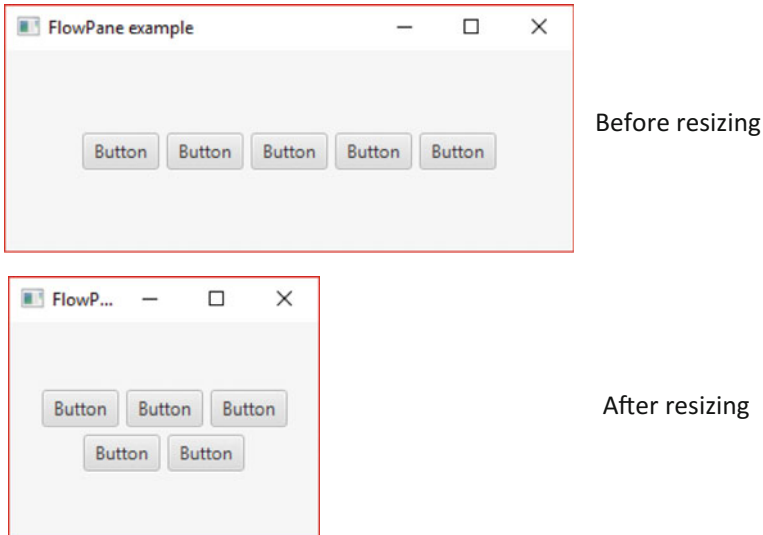 FlowPane example
Before resizing
Button Button Button Button Button
FlowP...
Button Button Button
After resizing
Button Button